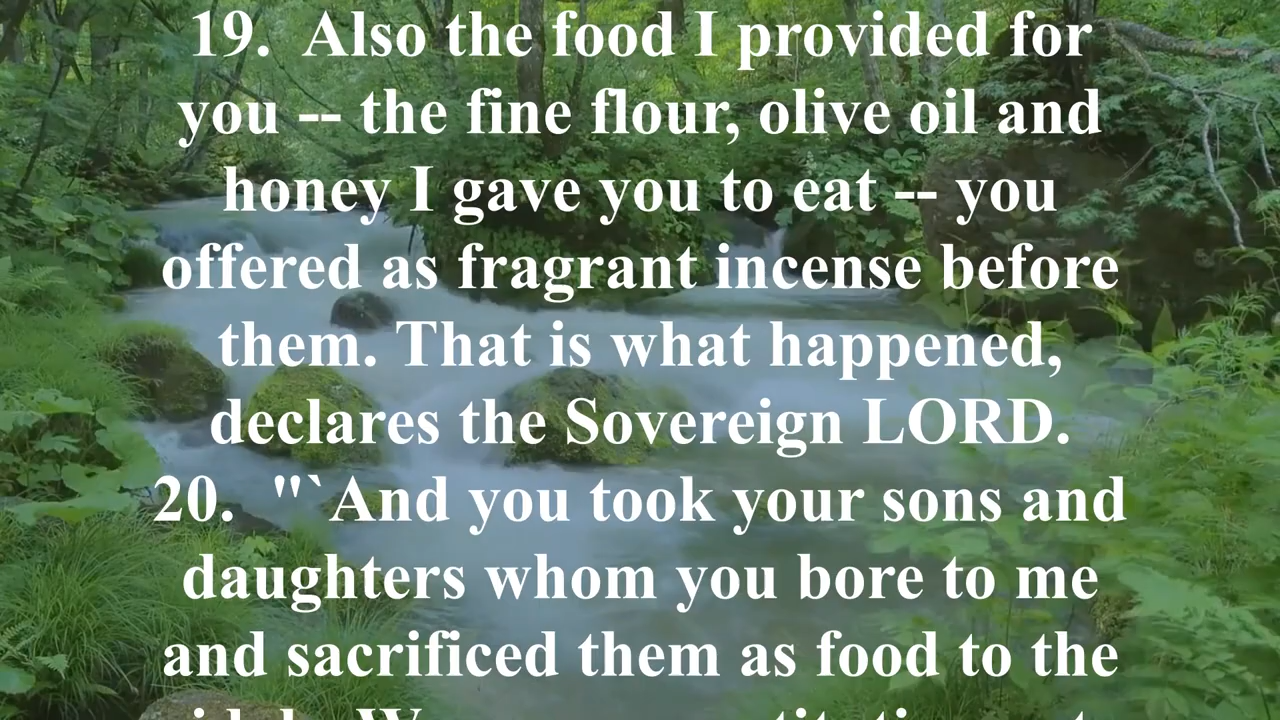 19.  Also the food I provided for
you -- the fine flour, olive oil and
honey I gave you to eat -- you
offered as fragrant incense before
them. That is what happened,
declares the Sovereign LORD.
20.   "`And you took your sons and
daughters whom you bore to me
and sacrificed them as food to the